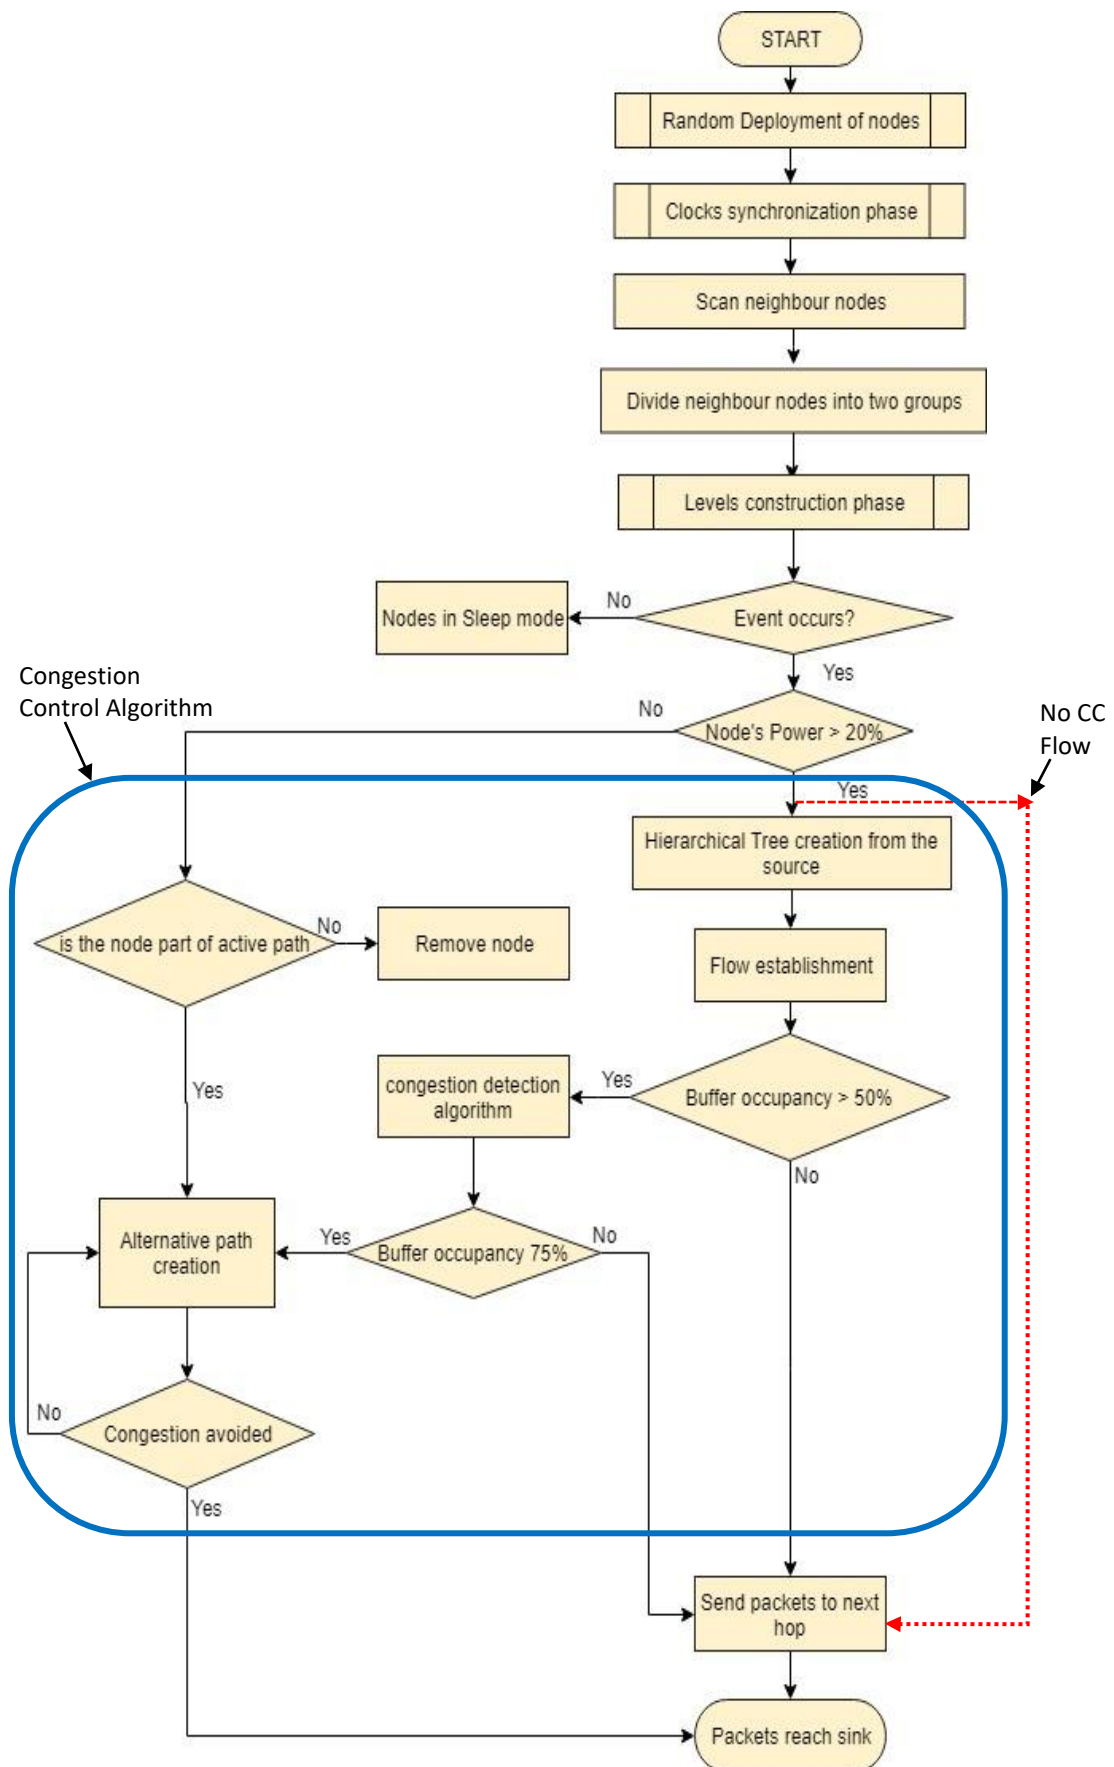 START
Random Deployment of nodes
Clocks synchronization phase
Scan neighbour nodes
Divide neighbour nodes into two groups
Levels construction phase
Event occurs?
No
Nodes in Sleep mode
Yes
Congestion
Control Algorithm
No
Node's Power > 20%
No CC
Flow
Yes
Hierarchical Tree creation from the
source
is the node part of active path
No
Remove node
Flow establishment
Yes
congestion detection
algorithm
Yes
Buffer occupancy > 50%
No
Alternative path
creation
Yes
Buffer occupancy 75%
No
No
Congestion avoided
Yes
Send packets to next
hop
Packets reach sink